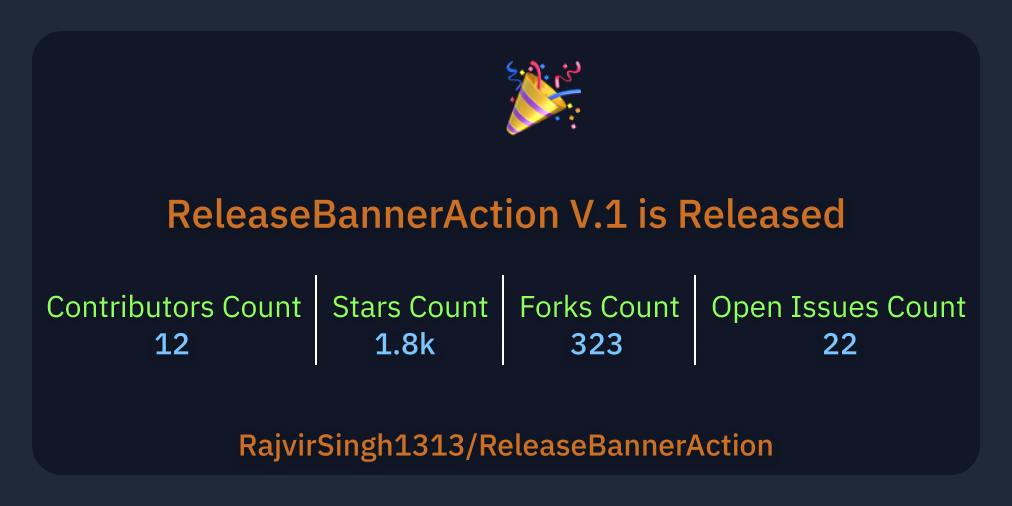 ReleaseBannerAction V.1 is Released
Contributors Count
12
Stars Count
1.8k
Forks Count
323
Open Issues Count
22
RajvirSingh1313/ReleaseBannerAction